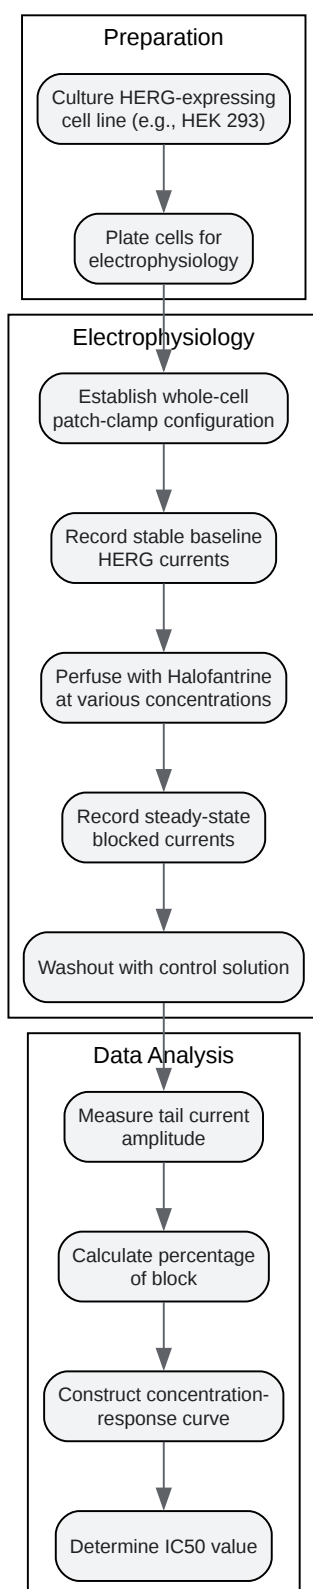 Preparation
Culture HERG-expressing
cell line (e.g., HEK 293)
Plate cells for
electrophysiology
Electrophysiology
Establish whole-cell
patch-clamp configuration
Record stable baseline
HERG currents
Perfuse with Halofantrine
at various concentrations
Record steady-state
blocked currents
Washout with control solution
Data Analysis
Measure tail current
amplitude
Calculate percentage
of block
Construct concentration-
response curve
Determine IC50 value